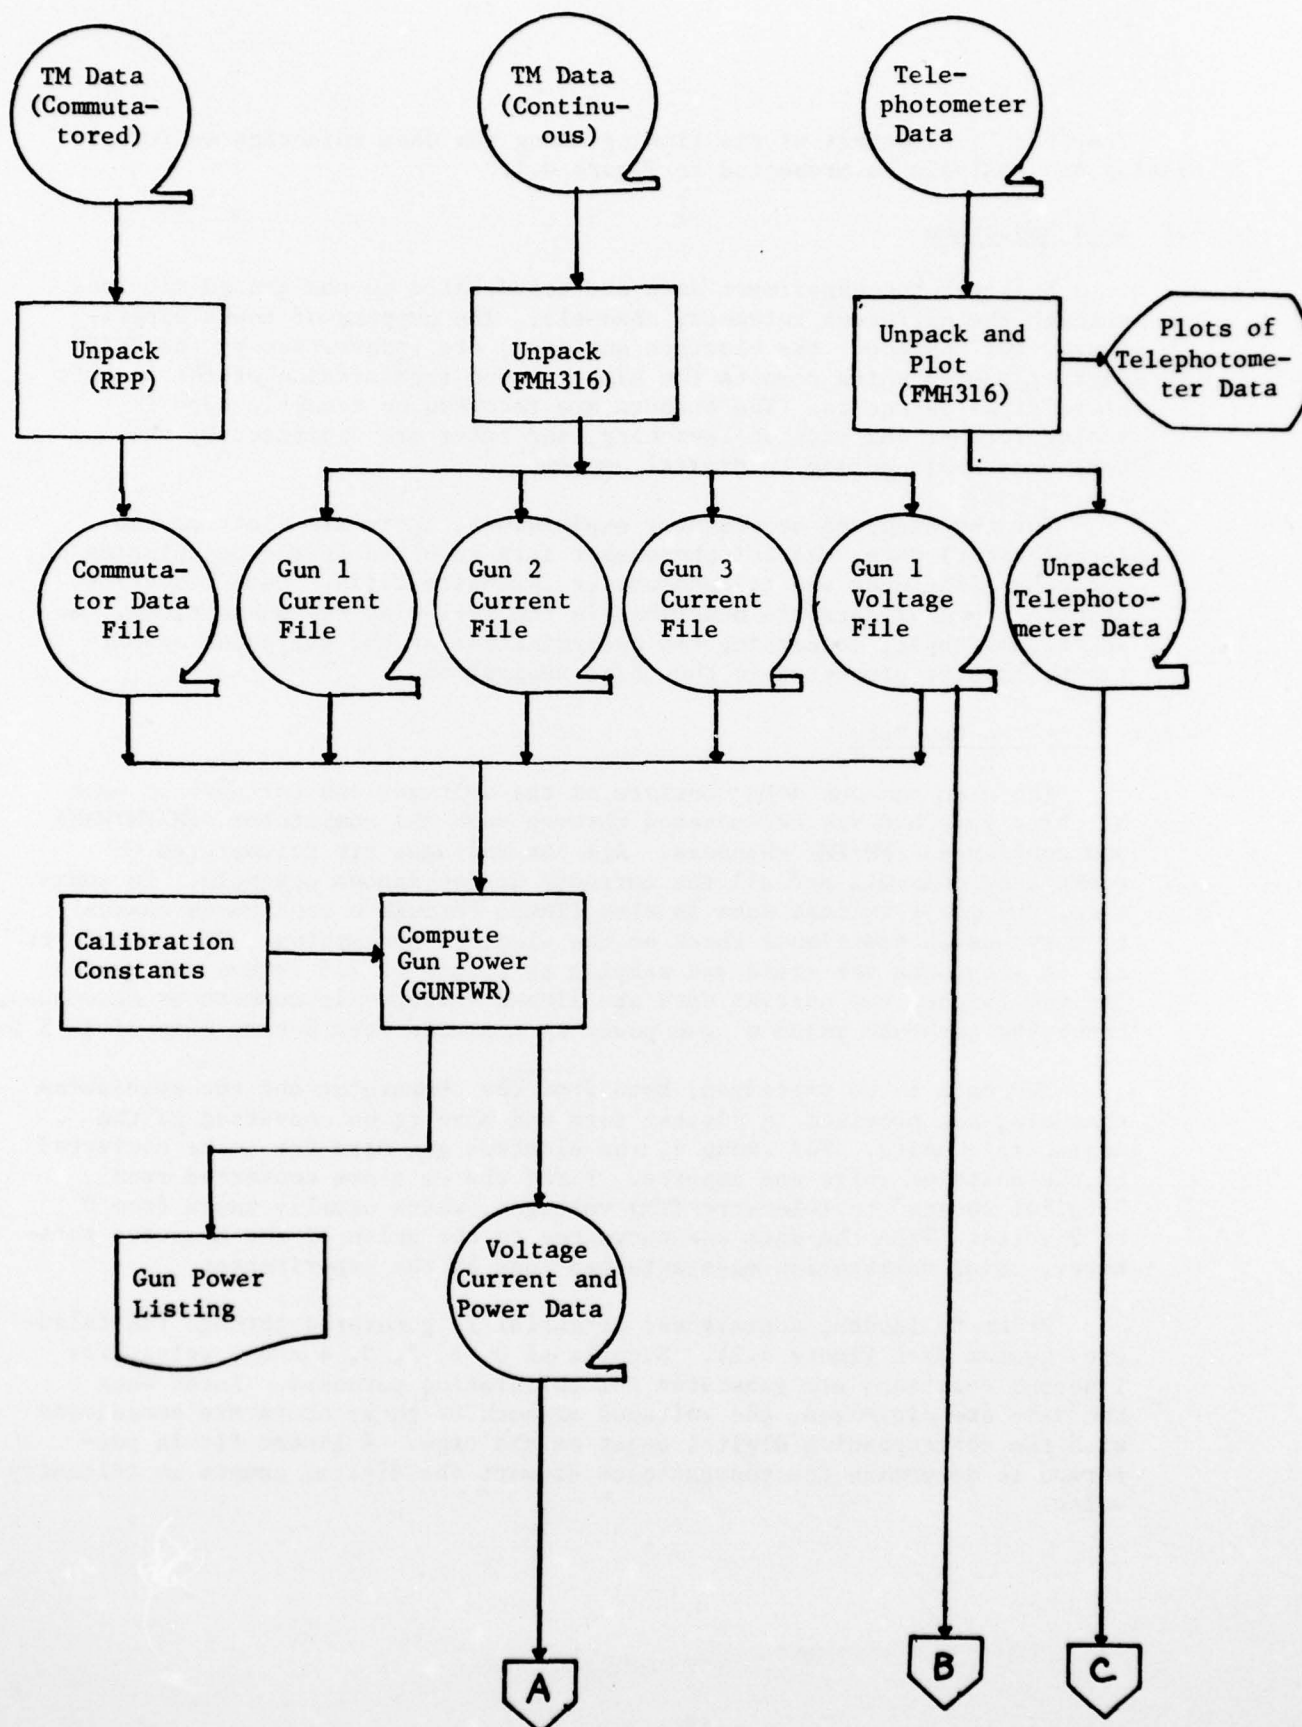 TM Data
(Commuta-
tored)
TM Data
(Continu-
ous)
Tele-
photometer
Data
Unpack
(RPP)
Unpack
(FMH316)
Unpack and
Plot
(FMH316)
Plots of
Telephotome-
ter Data
Commuta-
tor Data
File
Gun 1
Current
File
Gun 2
Current
File
Gun 3
Current
File
Gun 1
Voltage
File
Unpacked
Telephoto-
meter Data
Calibration
Constants
Compute
Gun Power
(GUNPWR)
Gun Power
Listing
Voltage
Current and
Power Data
A
B
C